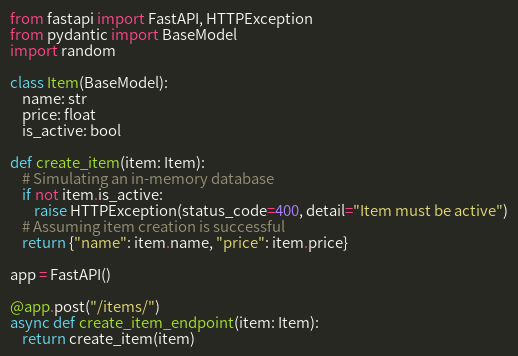 from fastapi import FastAPI, HTTPException
from pydantic import BaseModel
import random

class Item(BaseModel):
    name: str
    price: float
    is_active: bool

def create_item(item: Item):
    # Simulating an in-memory database
    if not item.is_active:
        raise HTTPException(status_code=400, detail="Item must be active")
    # Assuming item creation is successful
    return {"name": item.name, "price": item.price}

app = FastAPI()

@app.post("/items/")
async def create_item_endpoint(item: Item):
    return create_item(item)